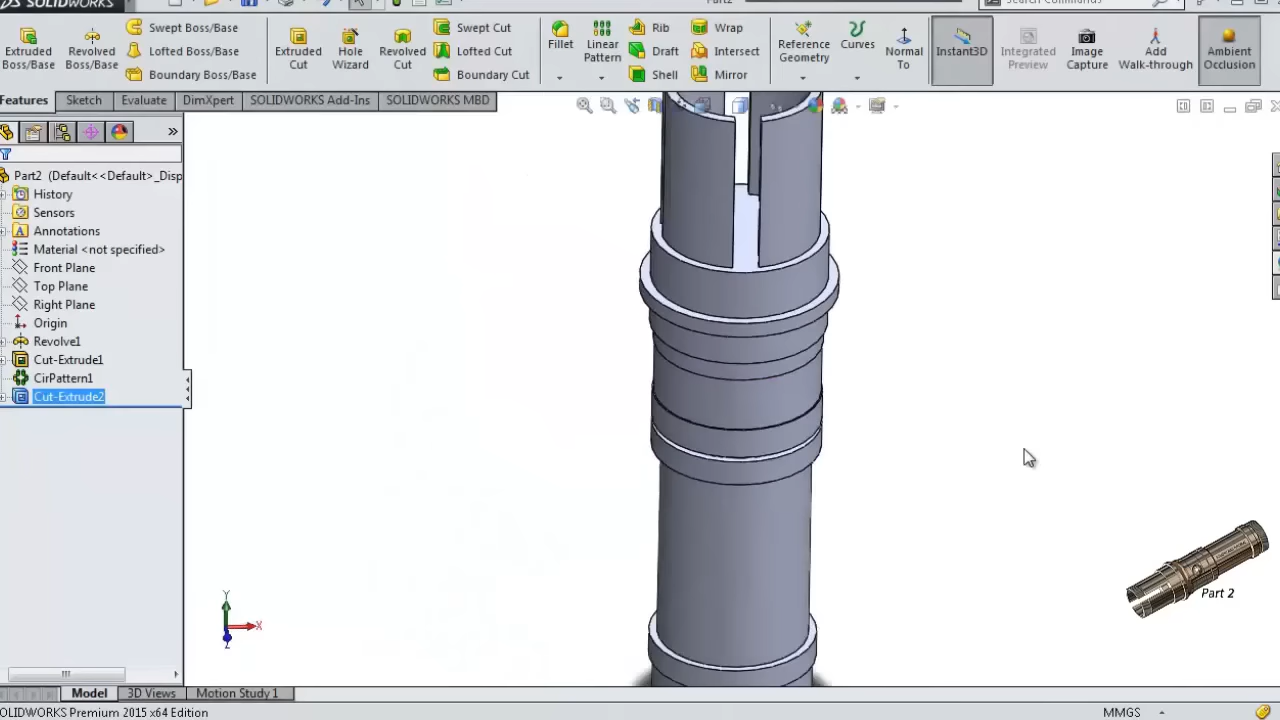 SOLIDWORKS
Part2
Search Commands
Extruded Boss/Base
Revolved Boss/Base
Swept Boss/Base
Lofted Boss/Base
Boundary Boss/Base
Extruded Cut
Hole Wizard
Revolved Cut
Swept Cut
Lofted Cut
Boundary Cut
Fillet
Linear Pattern
Rib
Draft
Shell
Wrap
Intersect
Mirror
Reference Geometry
Curves
Normal To
Instant3D
Integrated Preview
Image Capture
Add Walk-through
Ambient Occlusion
Features
Sketch
Evaluate
DimXpert
SOLIDWORKS Add-Ins
SOLIDWORKS MBD
Part2 (Default<<Default>_Disp
History
Sensors
Annotations
Material <not specified>
Front Plane
Top Plane
Right Plane
Origin
Revolve1
Cut-Extrude1
CirPattern1
Cut-Extrude2
Y
X
Z
Part 2
Model
3D Views
Motion Study 1
OLIDWORKS Premium 2015 x64 Edition
MMGS